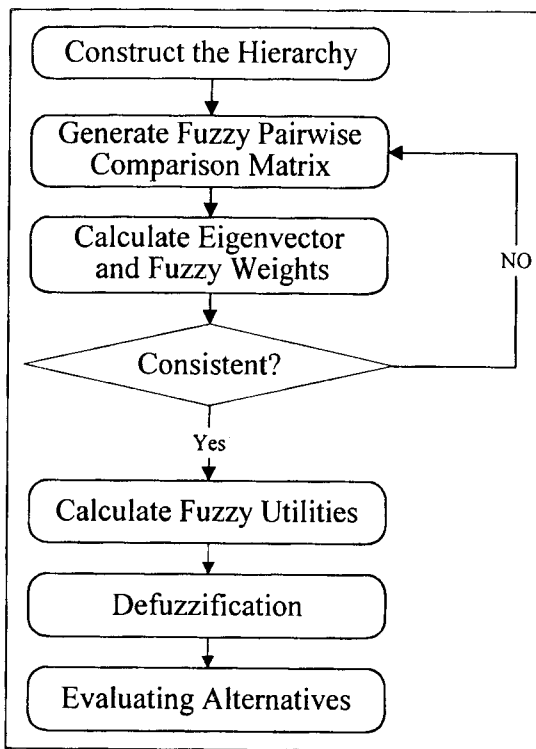 Construct the Hierarchy
Generate Fuzzy Pairwise
Comparison Matrix
Calculate Eigenvector
and Fuzzy Weights
NO
Consistent?
Yes
Calculate Fuzzy Utilities
Defuzzification
Evaluating Alternatives